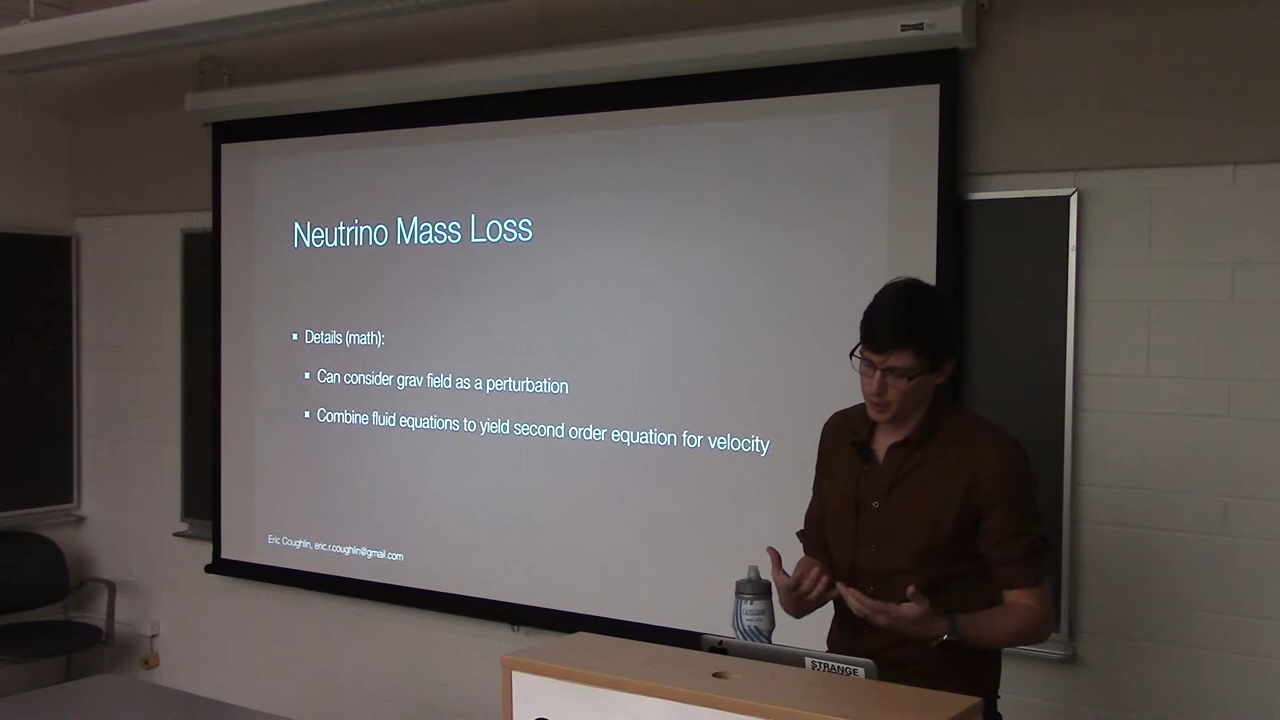 Neutrino Mass Loss
Details (math):
Can consider grav field as a perturbation
Combine fluid equations to yield second order equation for velocity
Eric Coughlin, eric.r.coughlin@gmail.com
STRANGE